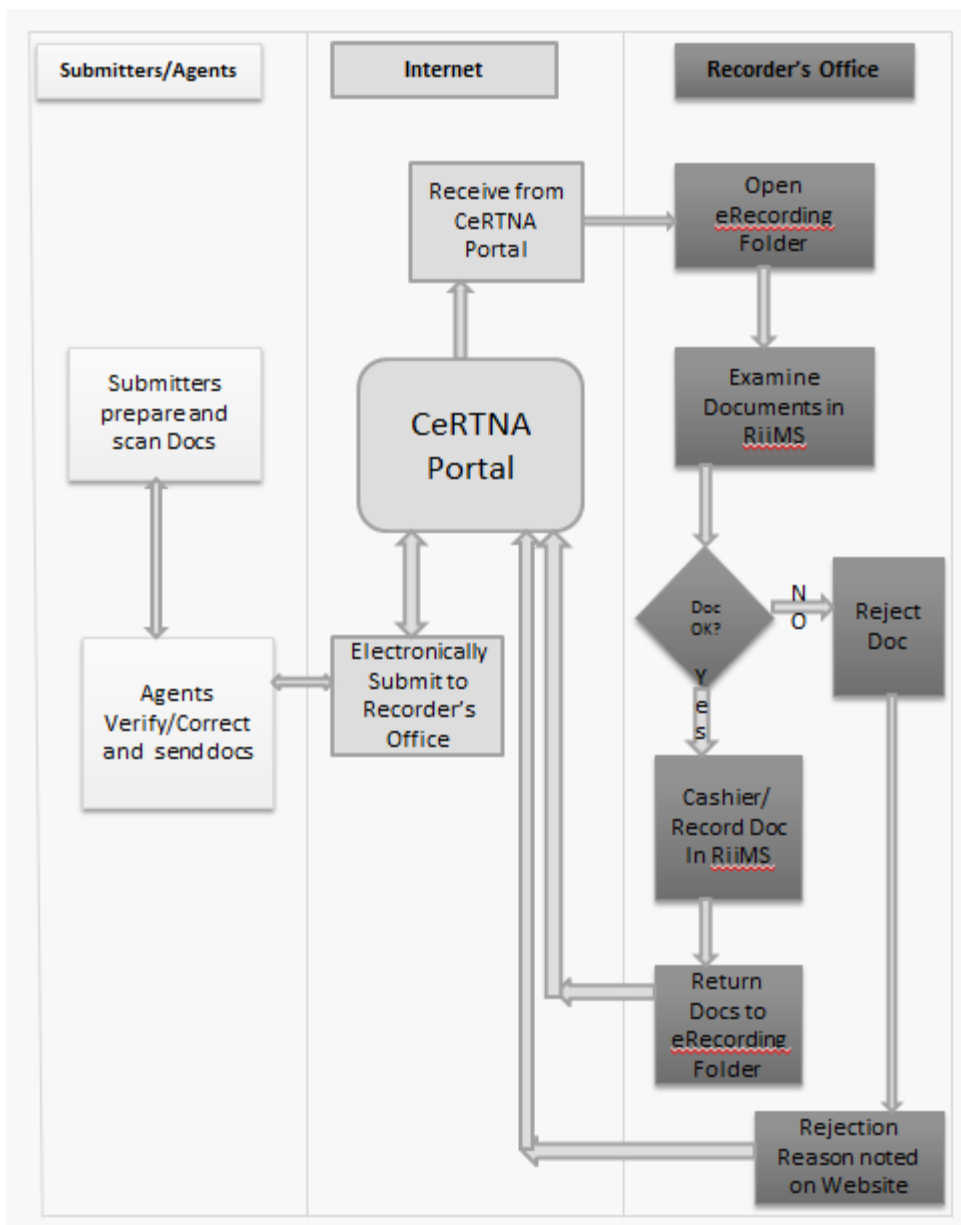 Submitters/Agents
Internet
Recorder's Office
Receive from
CeRTNA
Portal
Open
eRecording
Folder
Submitters
prepare and
scan Docs
CeRTNA
Portal
Examine
Documents in
RiiMS
Doc
OK?
NO
Reject
Doc
Yes
Agents
Verify/Correct
and send docs
Electronically
Submit to
Recorder's
Office
Cashier/
Record Doc
In RiiMS
Return
Docs to
eRecording
Folder
Rejection
Reason noted
on Website